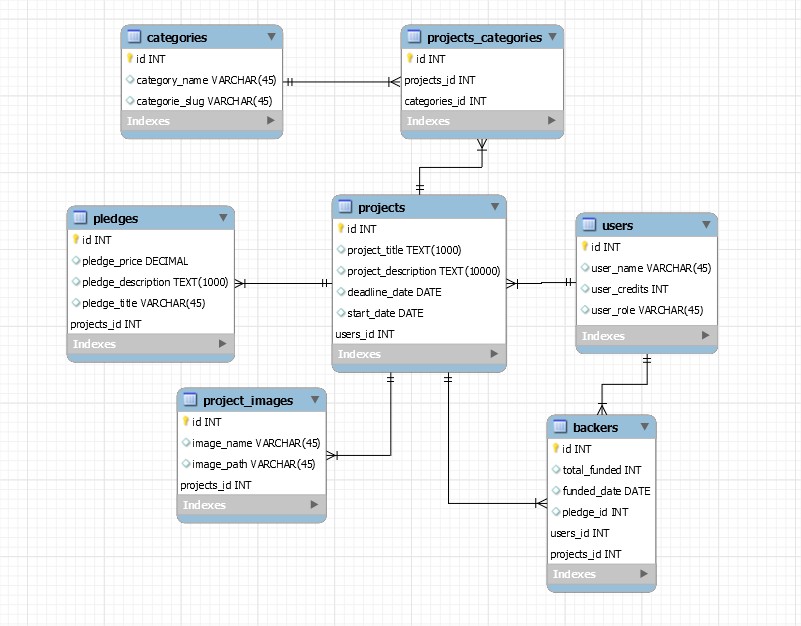 categories
id INT
category_name VARCHAR(45)
categorie_slug VARCHAR(45)
Indexes
projects_categories
id INT
projects_id INT
categories_id INT
Indexes
pledges
id INT
pledge_price DECIMAL
pledge_description TEXT(1000)
pledge_title VARCHAR(45)
projects_id INT
Indexes
projects
id INT
project_title TEXT(1000)
project_description TEXT(10000)
deadline_date DATE
start_date DATE
users_id INT
Indexes
users
id INT
user_name VARCHAR(45)
user_credits INT
user_role VARCHAR(45)
Indexes
project_images
id INT
image_name VARCHAR(45)
image_path VARCHAR(45)
projects_id INT
Indexes
backers
id INT
total_funded INT
funded_date DATE
pledge_id INT
users_id INT
projects_id INT
Indexes